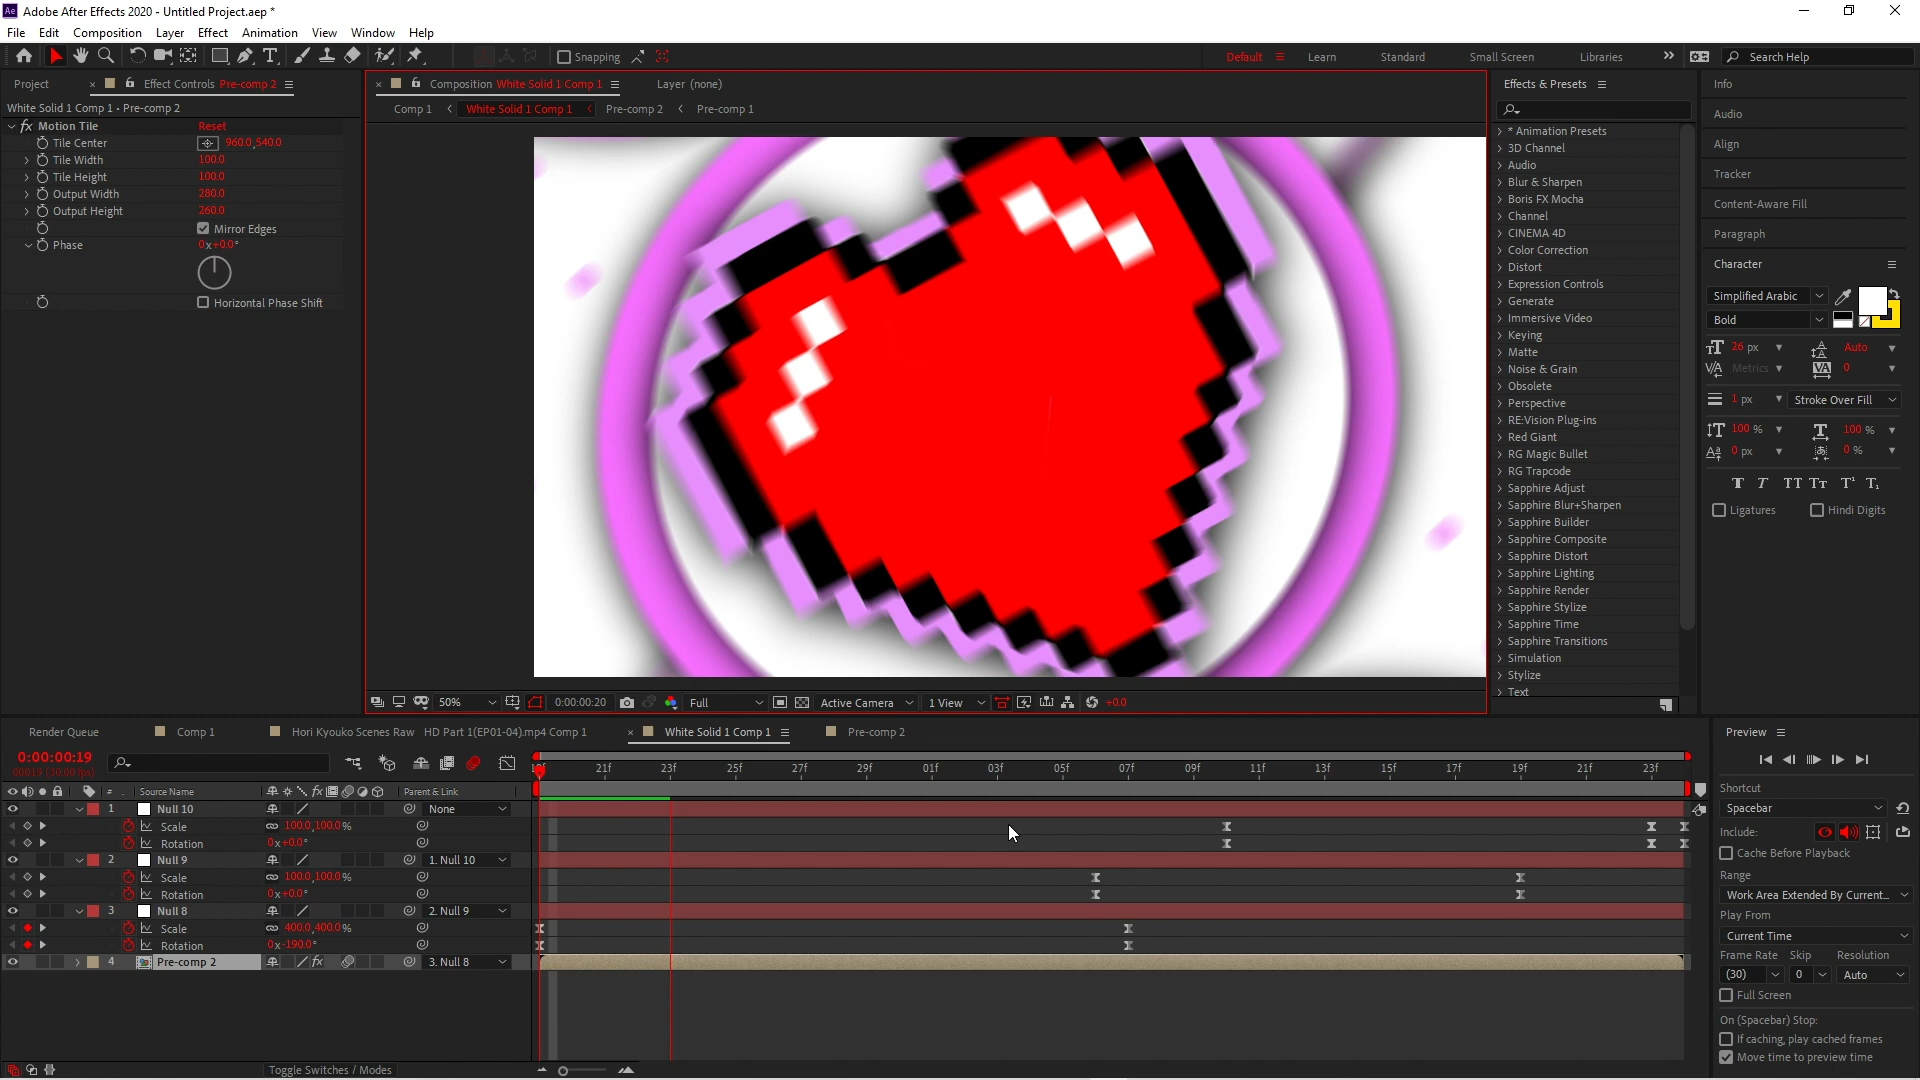 Ae Adobe After Effects 2020 - Untitled Project.aep *
File Edit Composition Layer Effect Animation View Window Help
Snapping Default Learn Standard Small Screen Libraries Search Help
Project Effect Controls Pre-comp 2
White Solid 1 Comp 1 • Pre-comp 2
fx Motion Tile Reset
Tile Center 960.0,540.0
Tile Width 100.0
Tile Height 100.0
Output Width 280.0
Output Height 260.0
Mirror Edges
Phase 0x+0.0°
Horizontal Phase Shift
Composition White Solid 1 Comp 1 Layer (none)
Comp 1 White Solid 1 Comp 1 Pre-comp 2 Pre-comp 1
50% 0:00:00:20 Full Active Camera 1 View +0.0
Effects & Presets
* Animation Presets
3D Channel
Audio
Blur & Sharpen
Boris FX Mocha
Channel
CINEMA 4D
Color Correction
Distort
Expression Controls
Generate
Immersive Video
Keying
Matte
Noise & Grain
Obsolete
Perspective
RE:Vision Plug-ins
Red Giant
RG Magic Bullet
RG Trapcode
Sapphire Adjust
Sapphire Blur+Sharpen
Sapphire Builder
Sapphire Composite
Sapphire Distort
Sapphire Lighting
Sapphire Render
Sapphire Stylize
Sapphire Time
Sapphire Transitions
Simulation
Stylize
Text
Info
Audio
Align
Tracker
Content-Aware Fill
Paragraph
Character
Simplified Arabic
Bold
26 px Auto
Metrics 0
1 px Stroke Over Fill
100 % 100 %
0 px 0 %
T T TT Tt T¹ T₁
Ligatures Hindi Digits
Render Queue Comp 1 Hori Kyouko Scenes Raw HD Part 1(EP01-04).mp4 Comp 1 White Solid 1 Comp 1 Pre-comp 2
0:00:00:19
00019 (30.00 fps)
21f 23f 25f 27f 29f 01f 03f 05f 07f 09f 11f 13f 15f 17f 19f 21f 23f
# Source Name Parent & Link
1 Null 10 None
Scale 100.0,100.0%
Rotation 0x+0.0°
2 Null 9 1. Null 10
Scale 100.0,100.0%
Rotation 0x+0.0°
3 Null 8 2. Null 9
Scale 400.0,400.0%
Rotation 0x-190.0°
4 Pre-comp 2 fx 3. Null 8
Toggle Switches / Modes
Preview
Shortcut
Spacebar
Include:
Cache Before Playback
Range
Work Area Extended By Current...
Play From
Current Time
Frame Rate Skip Resolution
(30) 0 Auto
Full Screen
On (Spacebar) Stop:
If caching, play cached frames
Move time to preview time